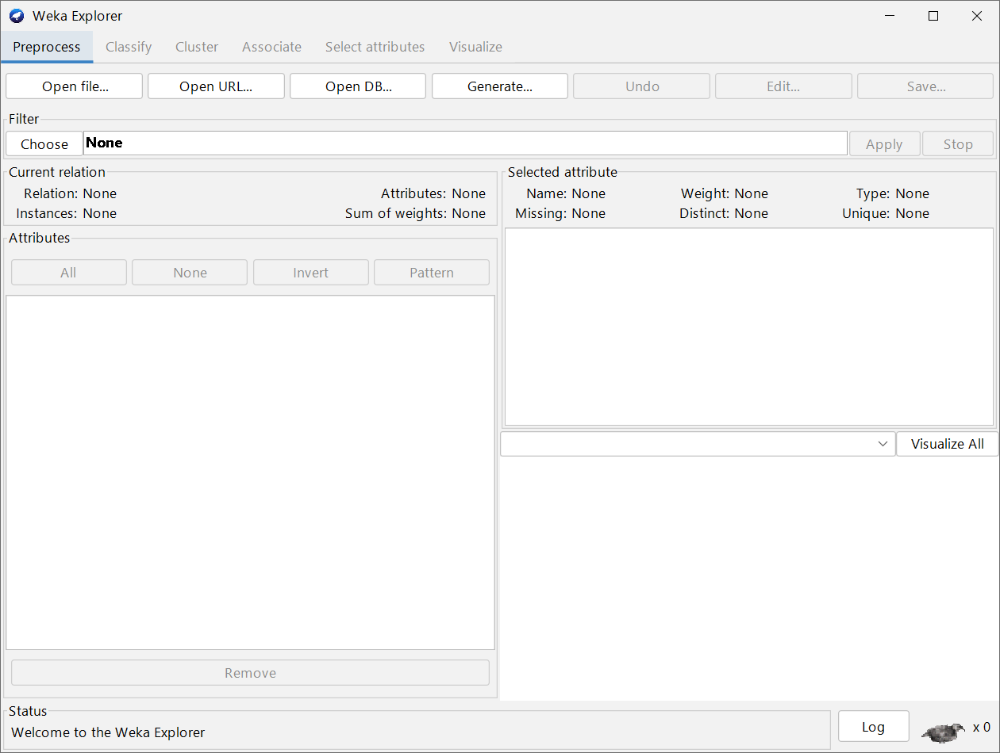 Weka Explorer
Preprocess Classify Cluster Associate Select attributes Visualize
Open file... Open URL... Open DB... Generate... Undo Edit... Save...
Filter
Choose None Apply Stop
Current relation
Relation: None Attributes: None
Instances: None Sum of weights: None
Attributes
All None Invert Pattern
Remove
Selected attribute
Name: None Weight: None Type: None
Missing: None Distinct: None Unique: None
Visualize All
Status
Welcome to the Weka Explorer
Log x 0